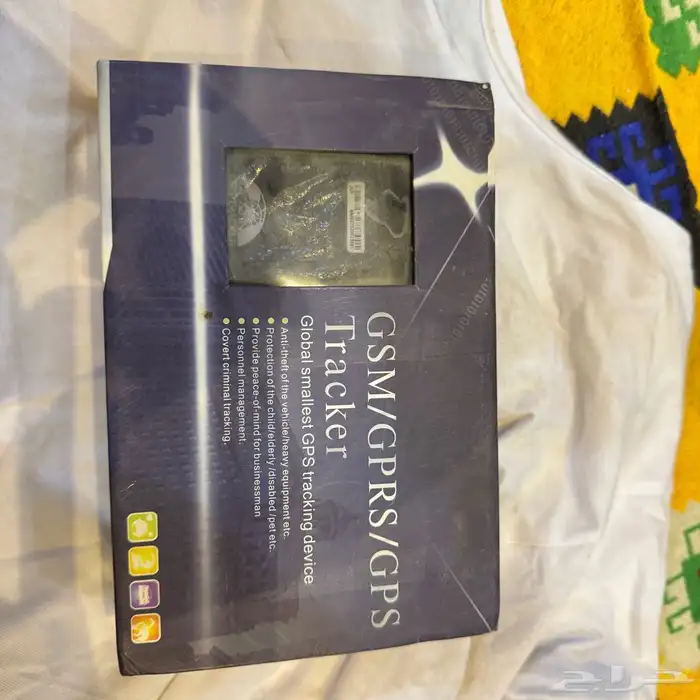 GSM/GPRS/GPS
Tracker
Global smallest GPS tracking device
Anti-theft of the vehicle/heavy equipment etc.
Protection of the child/elderly/disabled/pet etc.
Provide peace-of-mind for businessman
Personnel management.
Covert criminal tracking.
حراج